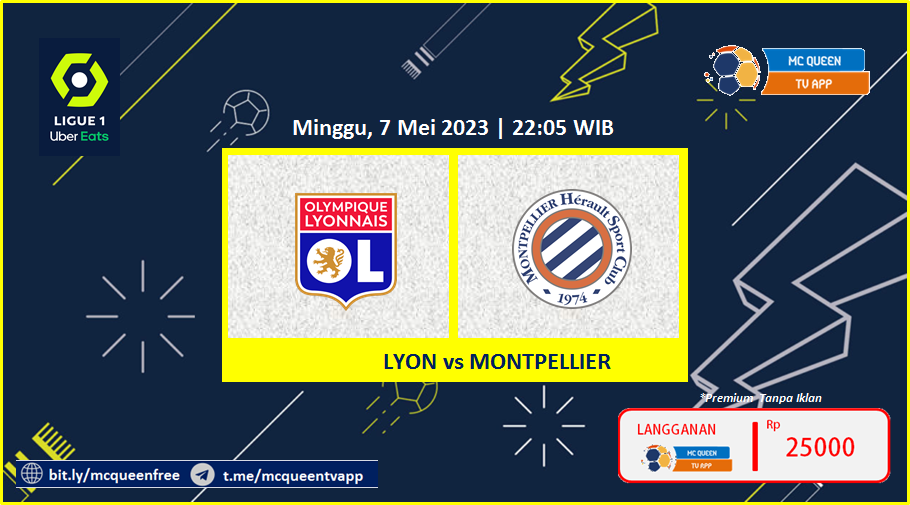 LIGUE 1
Uber Eats
MC QUEEN
TV APP
Minggu, 7 Mei 2023 | 22:05 WIB
OLYMPIQUE
LYONNAIS
OL
MONTPELLIER Hérault Sport Club
1974
LYON vs MONTPELLIER
*Premium Tanpa Iklan
LANGGANAN
MC QUEEN
TV APP
Rp
25000
bit.ly/mcqueenfree
t.me/mcqueentvapp